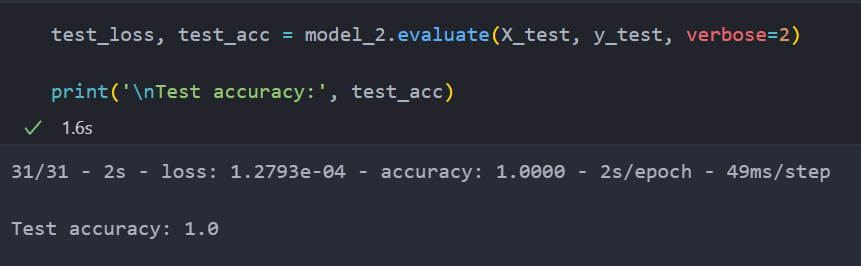 test_loss, test_acc = model_2.evaluate(X_test, y_test, verbose=2)
print('\nTest accuracy:', test_acc)
1.6s
31/31 - 2s - loss: 1.2793e-04 - accuracy: 1.0000 - 2s/epoch - 49ms/step
Test accuracy: 1.0